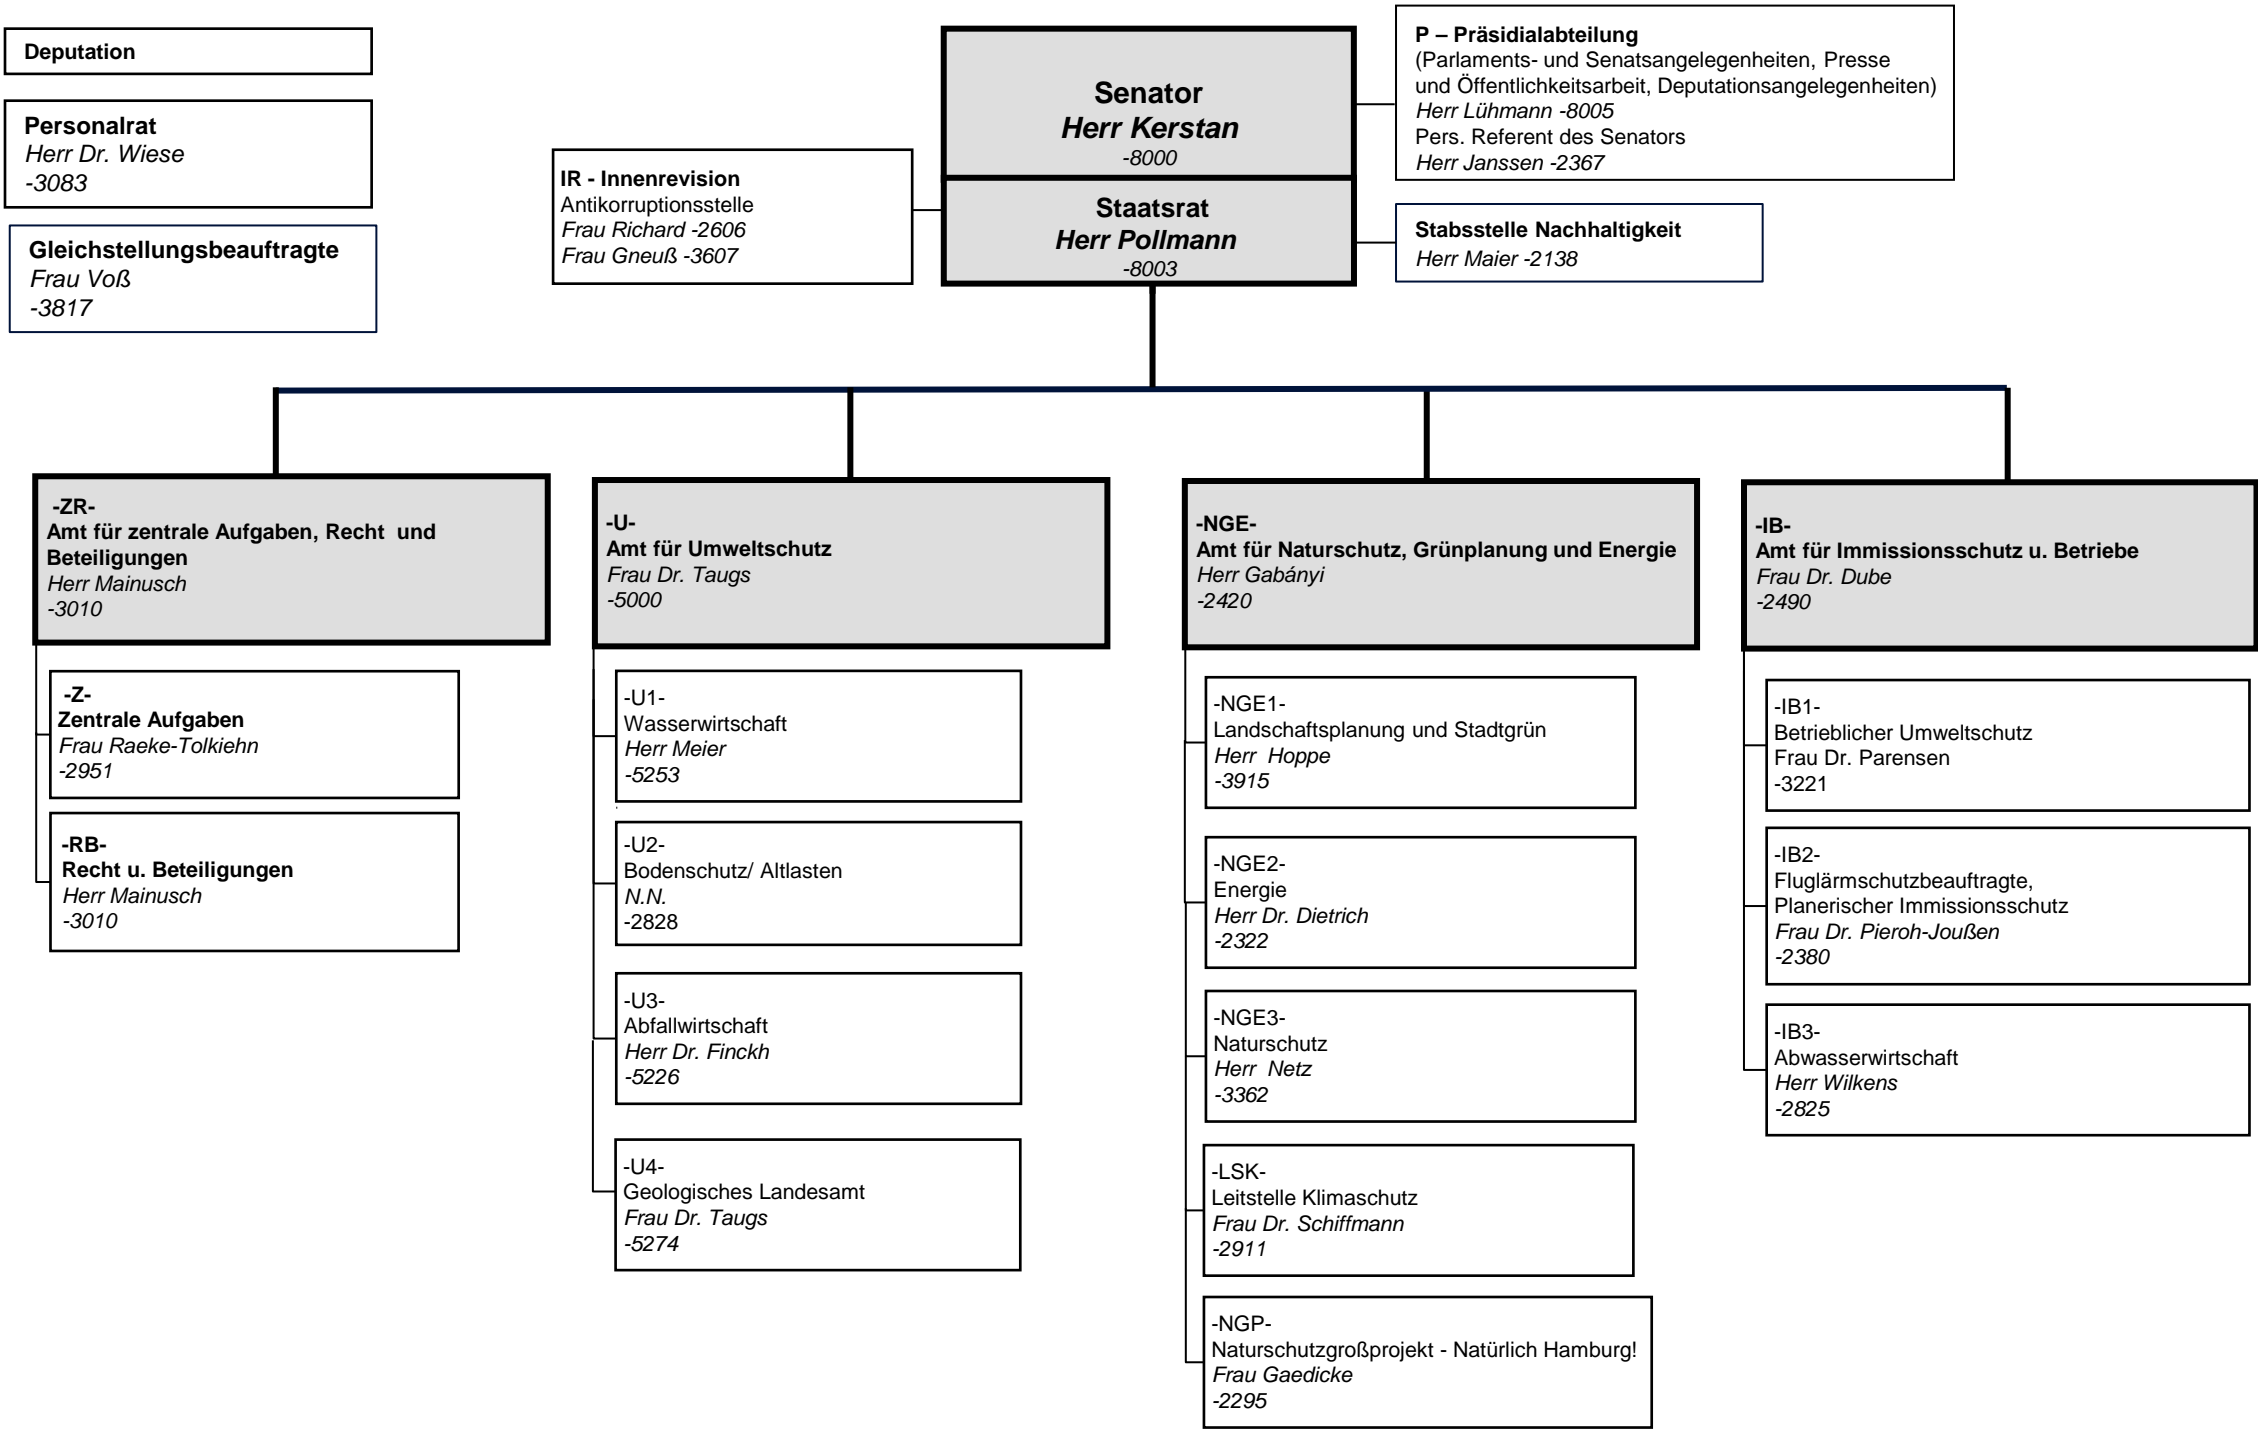 Deputation
Personalrat
Herr Dr. Wiese
-3083
Gleichstellungsbeauftragte
Frau Voß
-3817
IR - Innenrevision
Antikorruptionsstelle
Frau Richard -2606
Frau Gneuß -3607
Senator
Herr Kerstan
-8000
Staatsrat
Herr Pollmann
-8003
P – Präsidialabteilung
(Parlaments- und Senatsangelegenheiten, Presse
und Öffentlichkeitsarbeit, Deputationsangelegenheiten)
Herr Lühmann -8005
Pers. Referent des Senators
Herr Janssen -2367
Stabsstelle Nachhaltigkeit
Herr Maier -2138
-ZR-
Amt für zentrale Aufgaben, Recht und
Beteiligungen
Herr Mainusch
-3010
-Z-
Zentrale Aufgaben
Frau Raeke-Tolkiehn
-2951
-RB-
Recht u. Beteiligungen
Herr Mainusch
-3010
-U-
Amt für Umweltschutz
Frau Dr. Taugs
-5000
-U1-
Wasserwirtschaft
Herr Meier
-5253
-U2-
Bodenschutz/ Altlasten
N.N.
-2828
-U3-
Abfallwirtschaft
Herr Dr. Finckh
-5226
-U4-
Geologisches Landesamt
Frau Dr. Taugs
-5274
-NGE-
Amt für Naturschutz, Grünplanung und Energie
Herr Gabányi
-2420
-NGE1-
Landschaftsplanung und Stadtgrün
Herr Hoppe
-3915
-NGE2-
Energie
Herr Dr. Dietrich
-2322
-NGE3-
Naturschutz
Herr Netz
-3362
-LSK-
Leitstelle Klimaschutz
Frau Dr. Schiffmann
-2911
-NGP-
Naturschutzgroßprojekt - Natürlich Hamburg!
Frau Gaedicke
-2295
-IB-
Amt für Immissionsschutz u. Betriebe
Frau Dr. Dube
-2490
-IB1-
Betrieblicher Umweltschutz
Frau Dr. Parensen
-3221
-IB2-
Fluglärmschutzbeauftragte,
Planerischer Immissionsschutz
Frau Dr. Pieroh-Joußen
-2380
-IB3-
Abwasserwirtschaft
Herr Wilkens
-2825